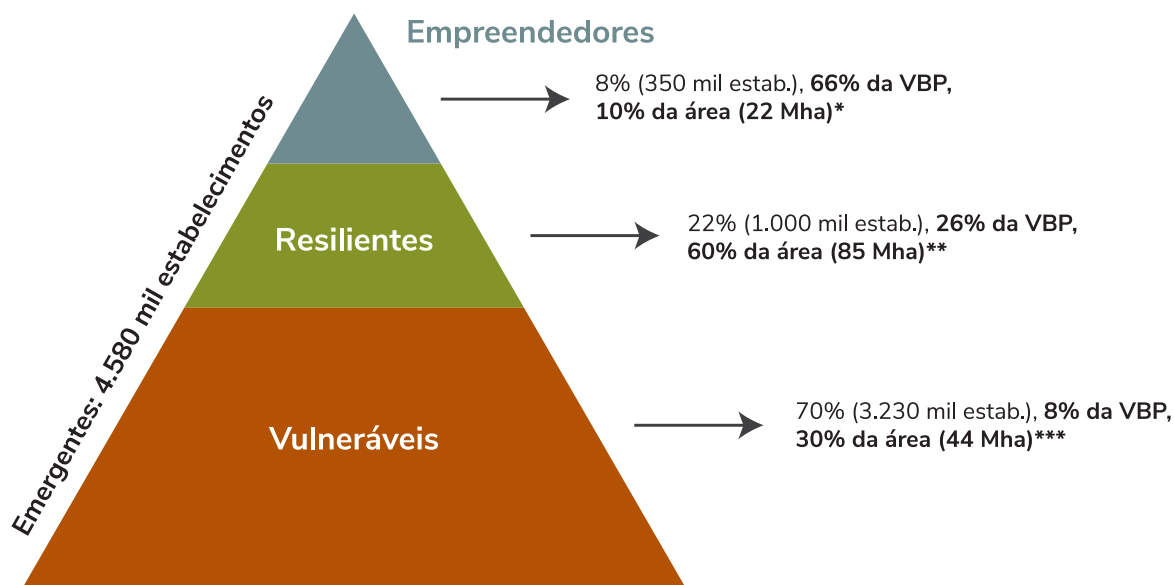 Empreendedores
8% (350 mil estab.), 66% da VBP,
10% da área (22 Mha)*
Emergentes: 4.580 mil estabelecimentos
Resilientes
22% (1.000 mil estab.), 26% da VBP,
60% da área (85 Mha)**
Vulneráveis
70% (3.230 mil estab.), 8% da VBP,
30% da área (44 Mha)***